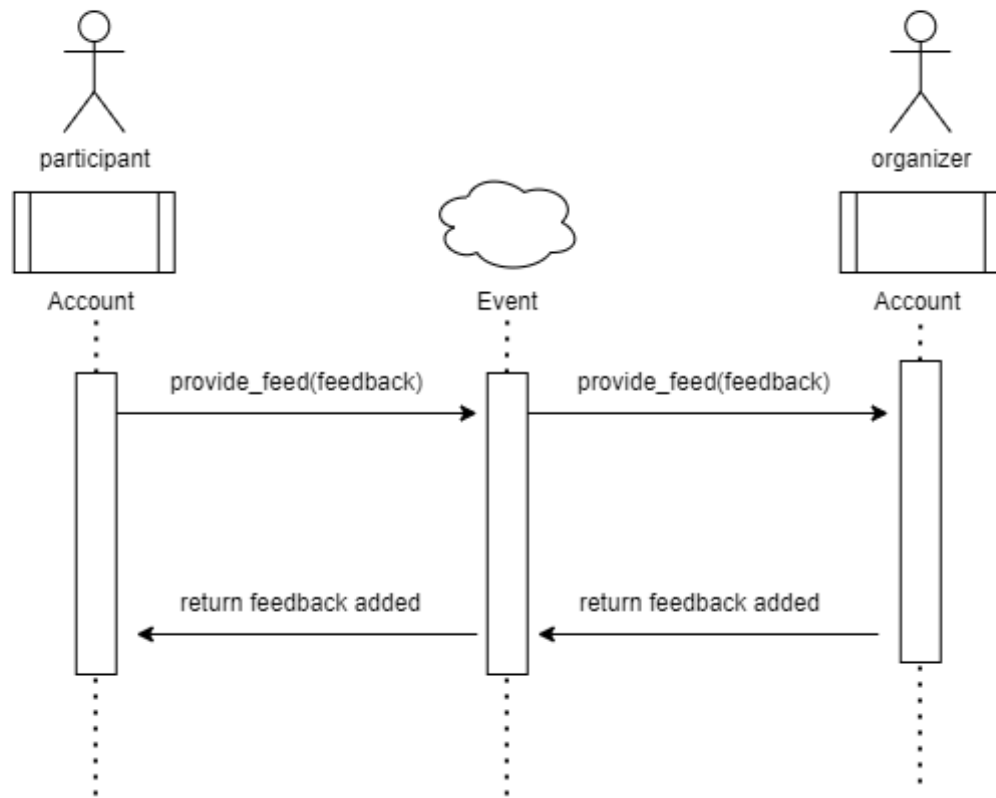 participant
organizer
Account
Event
Account
provide_feed(feedback)
provide_feed(feedback)
return feedback added
return feedback added